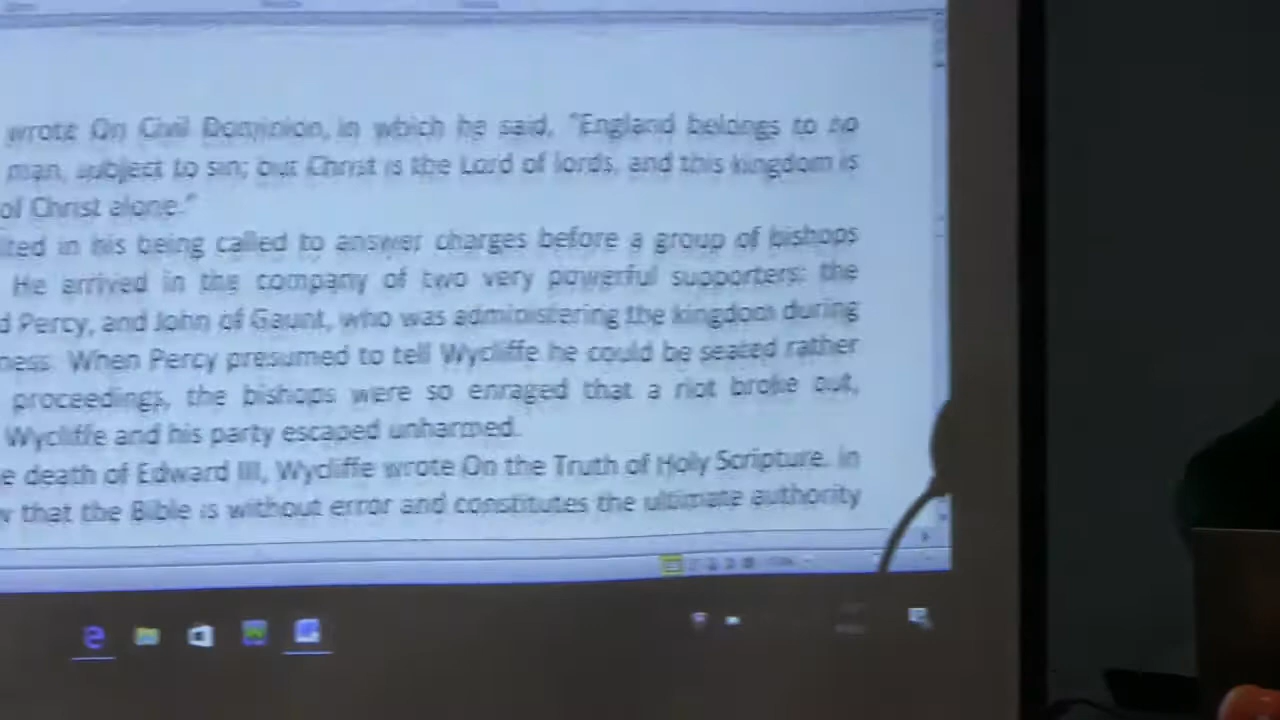 wrote On Civil Dominion, in which he said, "England belongs to no
man, subject to sin; but Christ is the Lord of lords, and this kingdom is
of Christ alone."
in his being called to answer charges before a group of bishops
He arrived in the company of two very powerful supporters: the
Percy, and John of Gaunt, who was administering the kingdom during
When Percy presumed to tell Wycliffe he could be seated rather
proceedings, the bishops were so enraged that a riot broke out,
Wycliffe and his party escaped unharmed.
death of Edward III, Wycliffe wrote On the Truth of Holy Scripture. In
that the Bible is without error and constitutes the ultimate authority